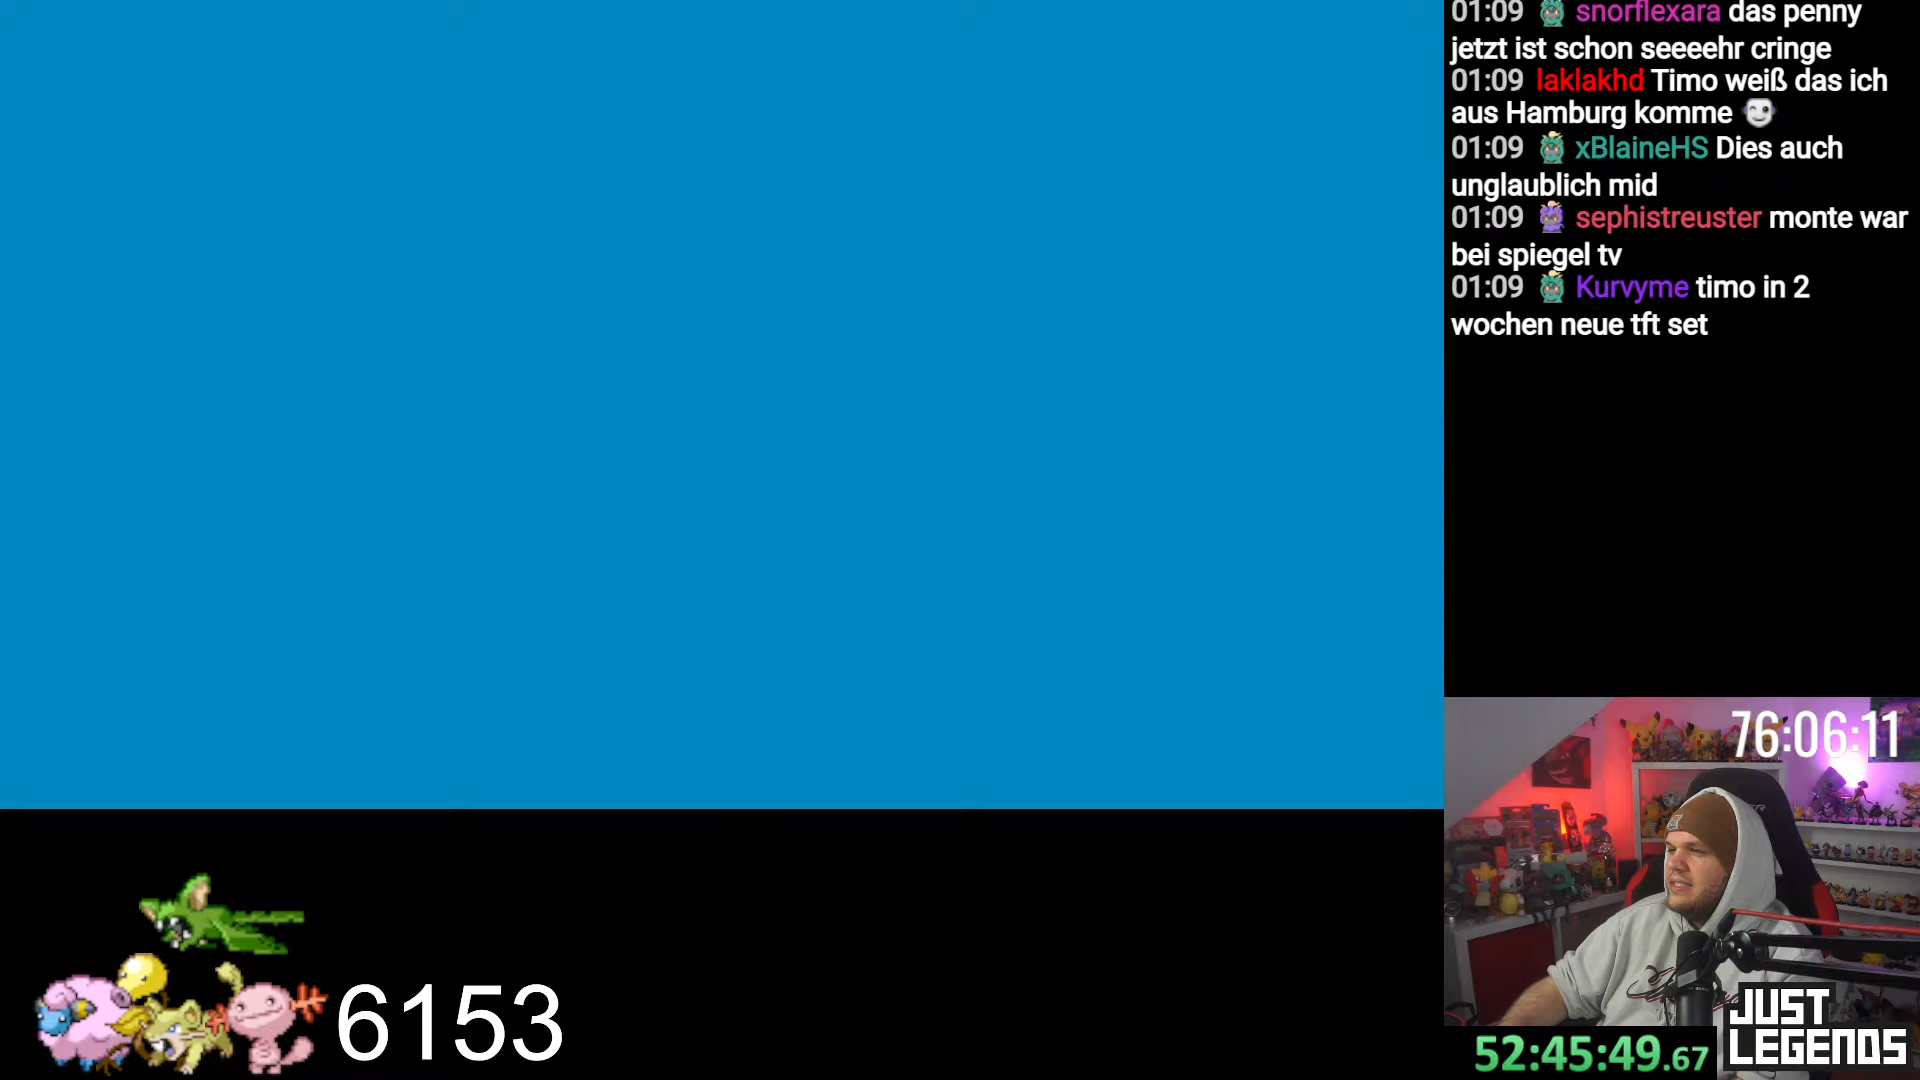 01:09 snorflexara das penny
jetzt ist schon seeeehr cringe
01:09 laklakhd Timo weiß das ich
aus Hamburg komme
01:09 xBlaineHS Dies auch
unglaublich mid
01:09 sephistreuster monte war
bei spiegel tv
01:09 Kurvyme timo in 2
wochen neue tft set
76:06:11
6153
52:45:49.67
JUST
LEGENDS